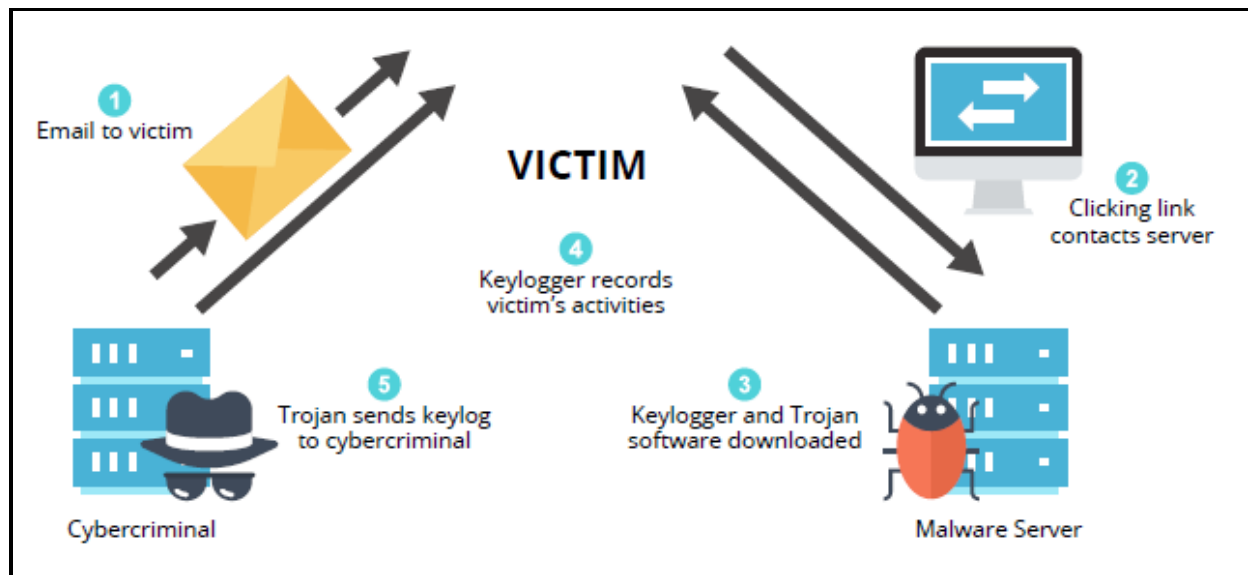 1
Email to victim
VICTIM
2
Clicking link
contacts server
4
Keylogger records
victim's activities
5
Trojan sends keylog
to cybercriminal
3
Keylogger and Trojan
software downloaded
Cybercriminal
Malware Server